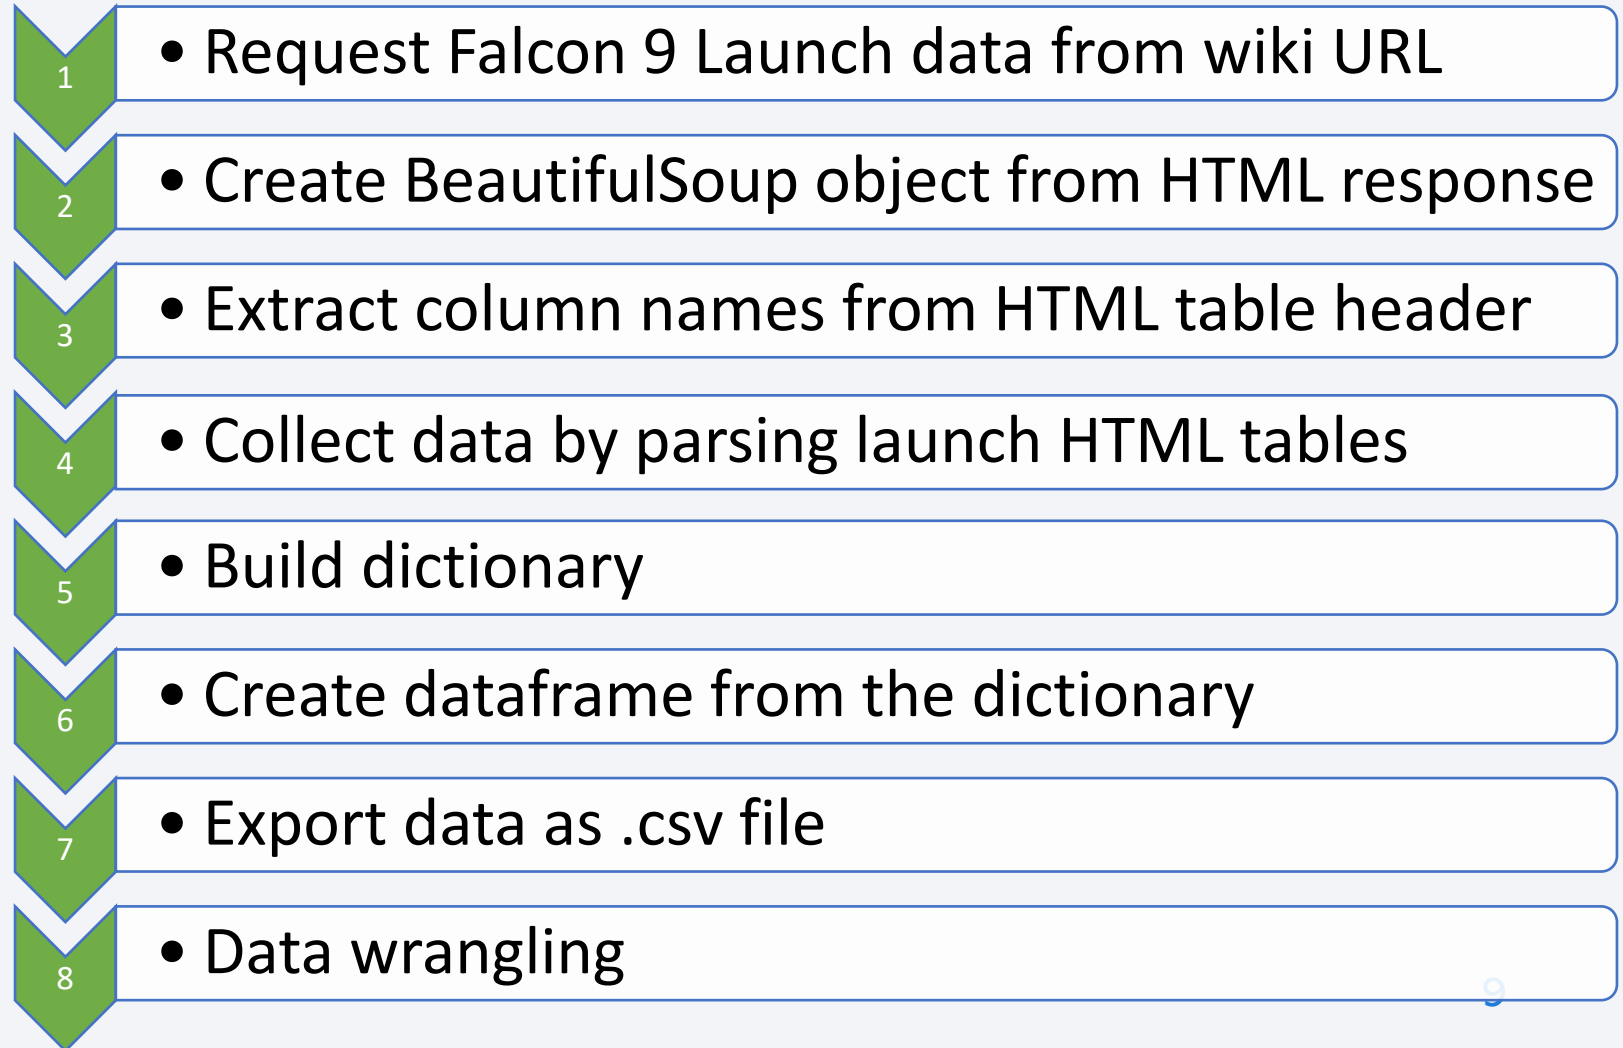 1
• Request Falcon 9 Launch data from wiki URL
2
• Create BeautifulSoup object from HTML response
3
• Extract column names from HTML table header
4
• Collect data by parsing launch HTML tables
5
• Build dictionary
6
• Create dataframe from the dictionary
7
• Export data as .csv file
8
• Data wrangling
9